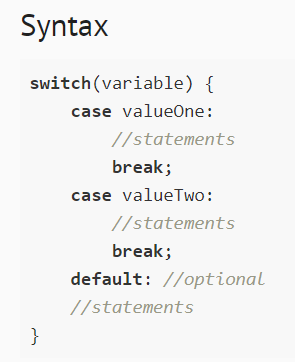 Syntax
switch(variable) {
    case valueOne:
        //statements
        break;
    case valueTwo:
        //statements
        break;
    default: //optional
    //statements
}